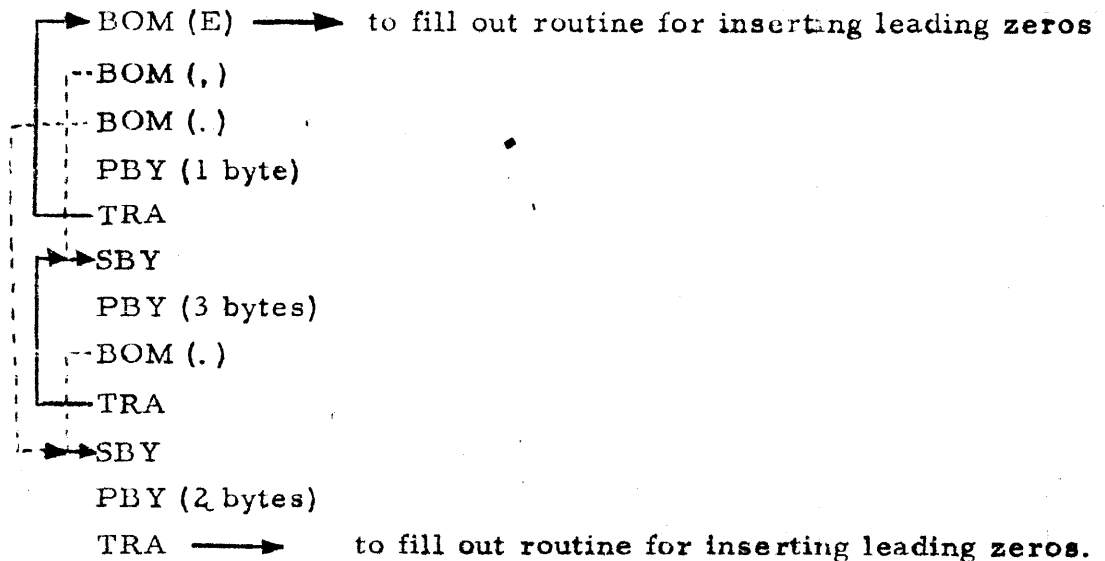 BOM (E) to fill out routine for inserting leading zeros
BOM (,)
BOM (.)
PBY (1 byte)
TRA
SBY
PBY (3 bytes)
BOM (.)
TRA
SBY
PBY (2 bytes)
TRA to fill out routine for inserting leading zeros.